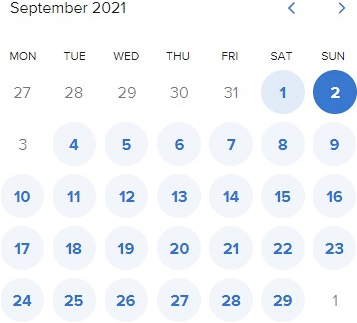 September 2021
MON TUE WED THU FRI SAT SUN
27 28 29 30 31 1 2
3 4 5 6 7 8 9
10 11 12 13 14 15 16
17 18 19 20 21 22 23
24 25 26 27 28 29 1